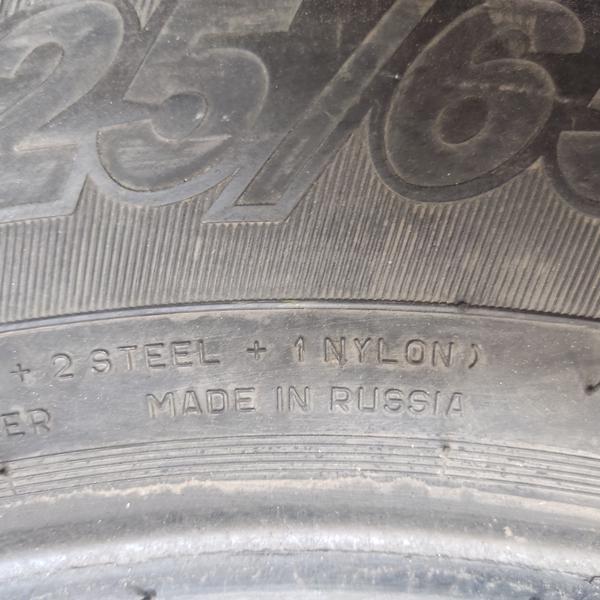 25/65
+ 2 STEEL + 1 NYLON)
ER MADE IN RUSSIA